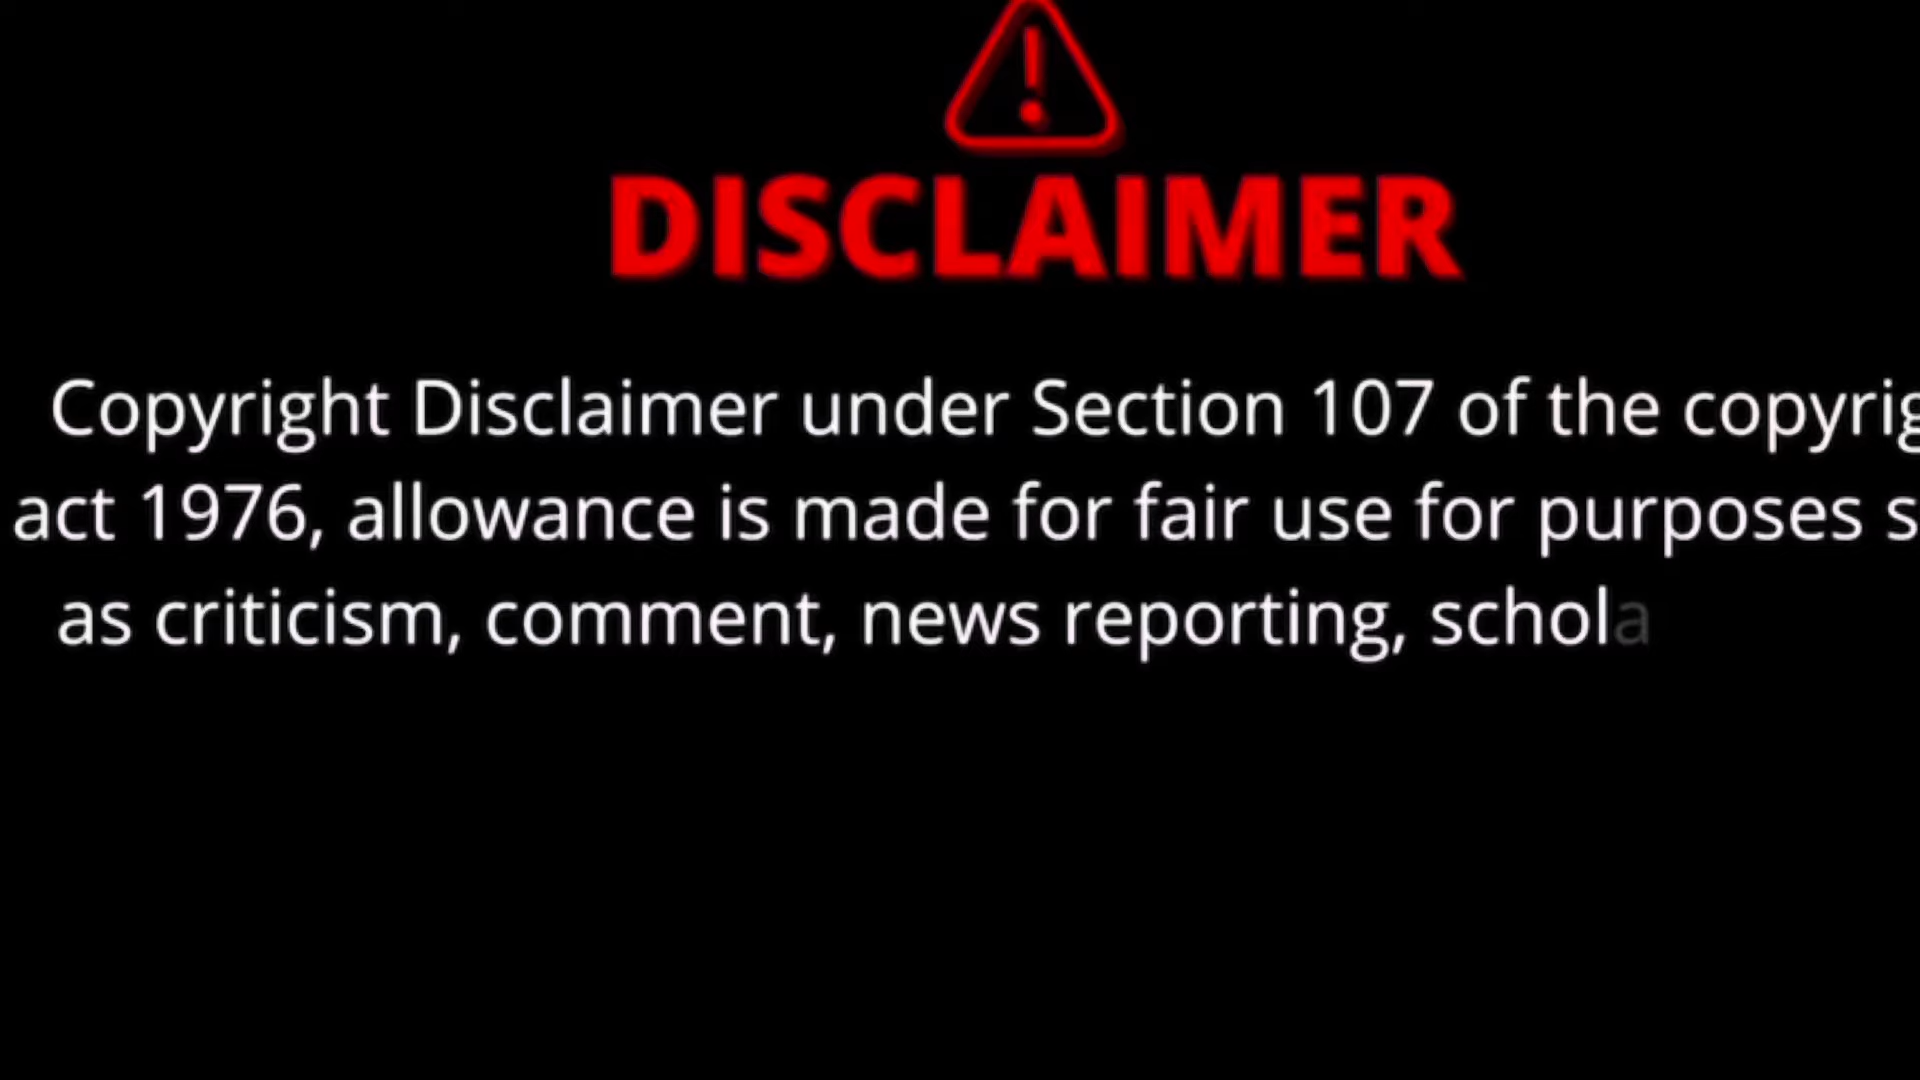 DISCLAIMER
Copyright Disclaimer under Section 107 of the copyrig
act 1976, allowance is made for fair use for purposes s
as criticism, comment, news reporting, schola